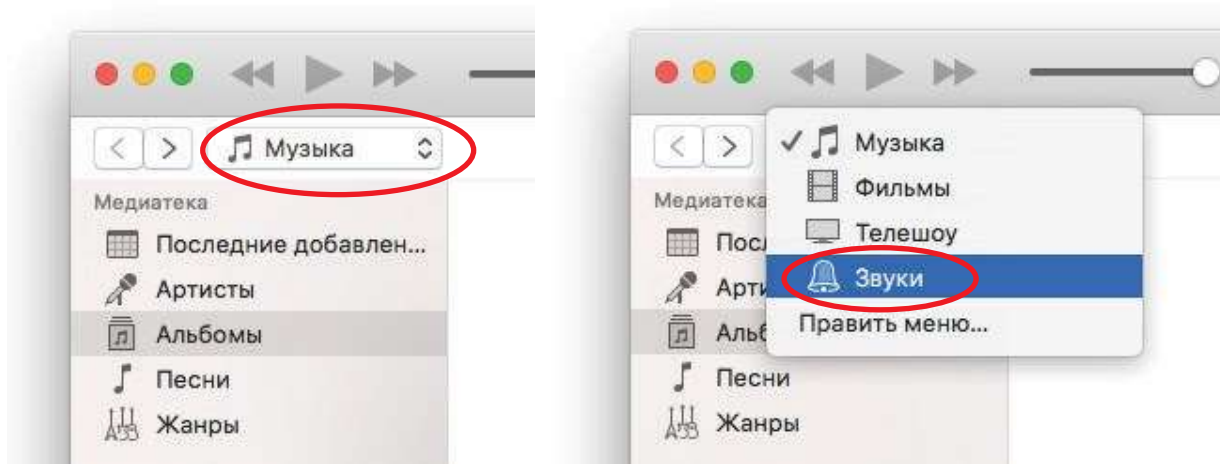 Музыка
Медиатека
Последние добавлен...
Артисты
Альбомы
Песни
Жанры
Музыка
Фильмы
Медиатека
Телешоу
Посл
Звуки
Арти
Править меню...
Альб
Песни
Жанры